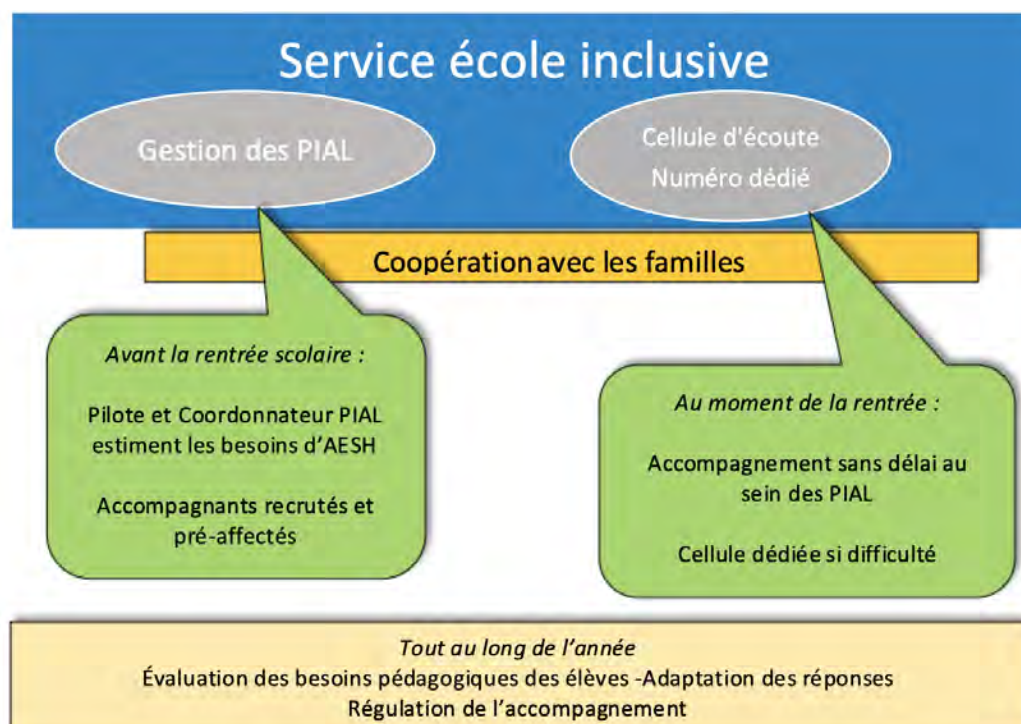 Service école inclusive
Gestion des PIAL
Cellule d'écoute
Numéro dédié
Coopération avec les familles
Avant la rentrée scolaire :
Pilote et Coordonnateur PIAL
estiment les besoins d'AESH
Accompagnants recrutés et
pré-affectés
Au moment de la rentrée :
Accompagnement sans délai au
sein des PIAL
Cellule dédiée si difficulté
Tout au long de l'année
Évaluation des besoins pédagogiques des élèves -Adaptation des réponses
Régulation de l'accompagnement